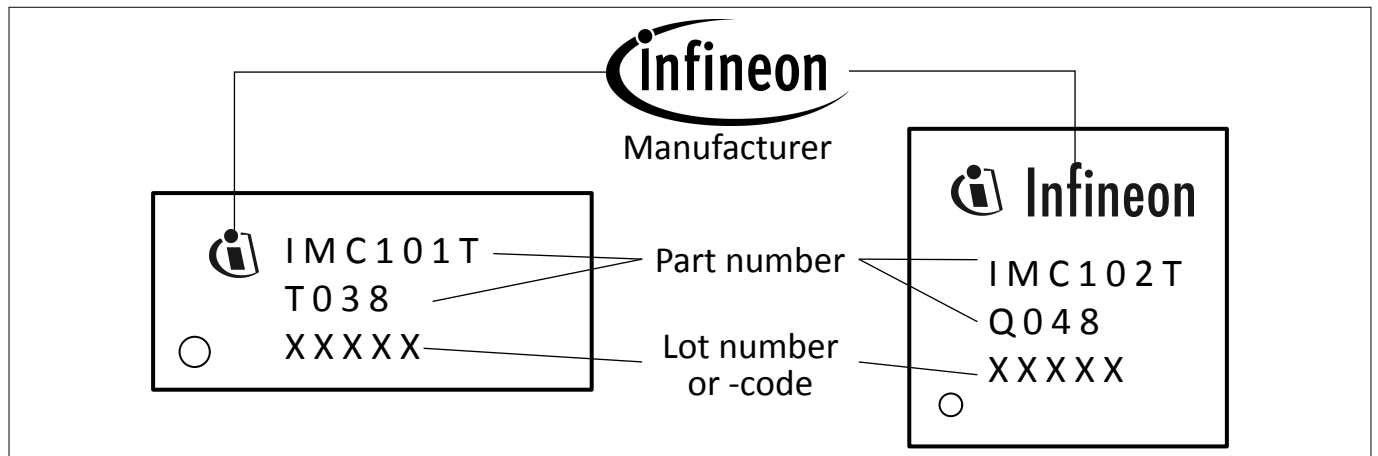 infineon
Manufacturer
Infineon
IMC101T
Part number
IMC102T
T038
Q048
XXXXX
Lot number
or -code
XXXXX